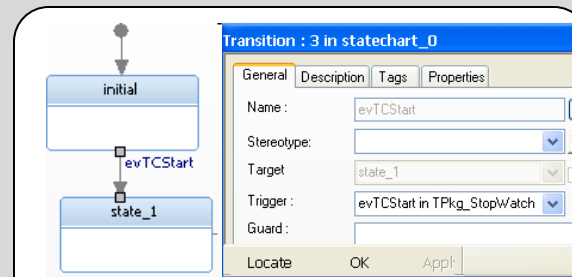 initial
evTCStart
state_1
Transition : 3 in statechart_0
General Description Tags Properties
Name : evTCStart
Stereotype:
Target state_1
Trigger : evTCStart in TPkg_StopWatch
Guard :
Locate OK Appl